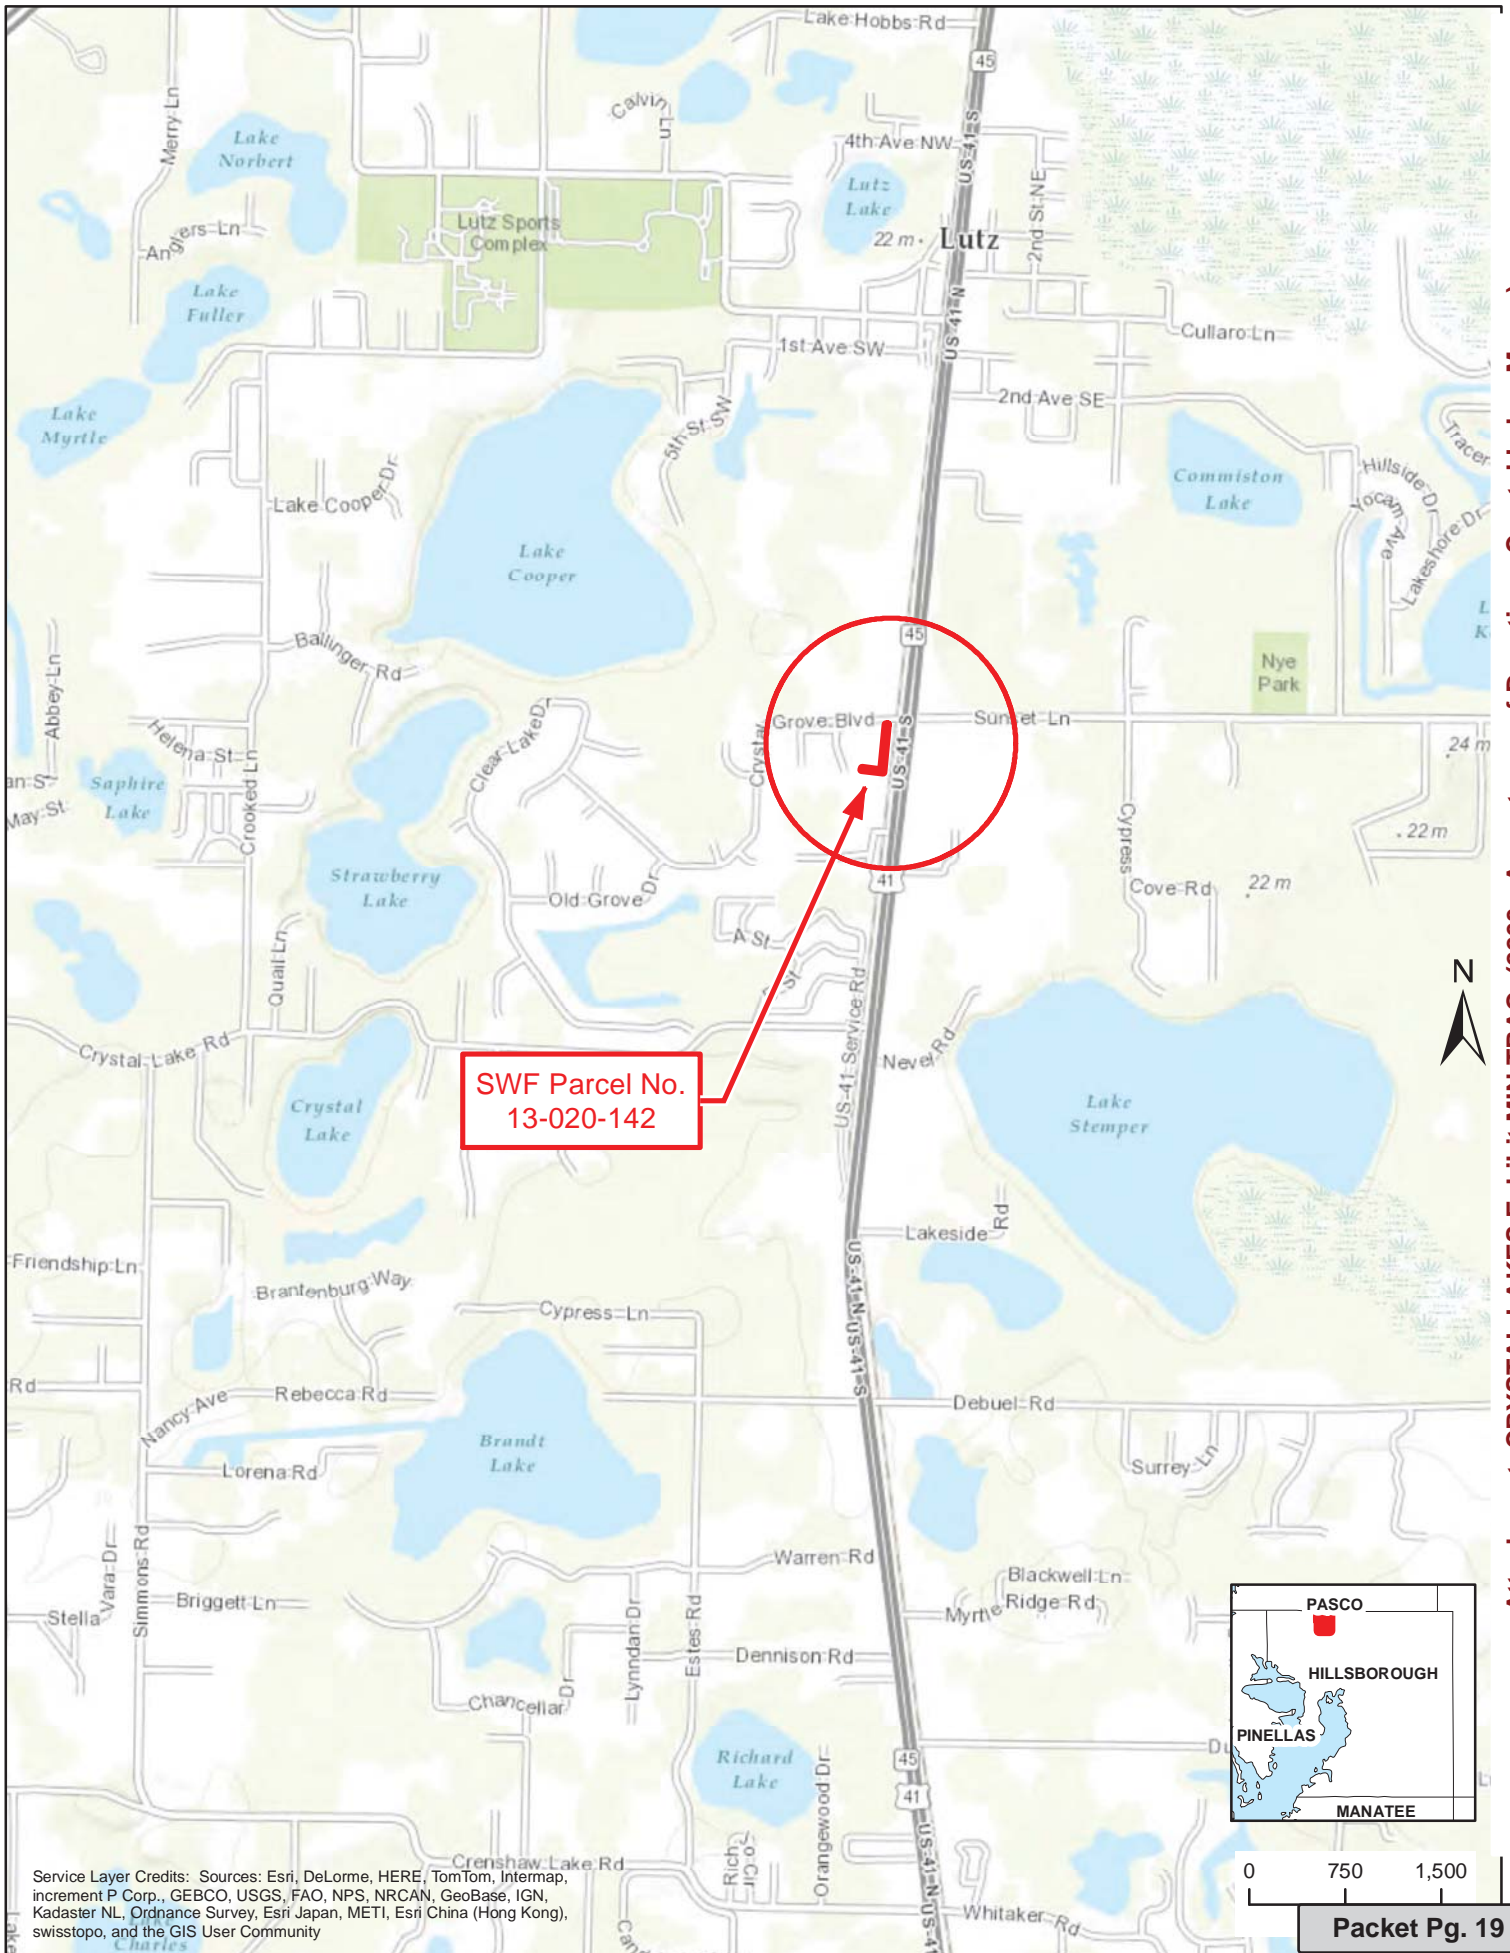 Lake Hobbs Rd
45
Merry Ln
Calvin Ln
Lake
Norbert
4th Ave NW
US-41-S
2nd St NE
Lutz
Lake
Lutz Sports
Complex
22 m
Lutz
Anglers Ln
Lake
Fuller
US-41-N
Cullaro Ln
1st Ave SW
2nd Ave SE
Lake
Myrtle
5th St SW
Tracer
Hillside Dr
Commiston
Lake
Yocam Ave
Lake Cooper Dr
Lakeshore Dr
Lake
Cooper
45
Ballinger Rd
Nye
Park
Abbey Ln
Grove Blvd
Sunset Ln
Helena St
Clear Lake Dr
Crystal
US-41-S
24 m
Saphire
Lake
May St
Crooked Ln
22 m
Cypress
Strawberry
Lake
41
Old Grove Dr
Cove Rd
22 m
A St
Quail Ln
US-41 Service Rd
N
Crystal Lake Rd
Nevel Rd
SWF Parcel No.
13-020-142
Crystal
Lake
Lake
Stemper
Lakeside Rd
Friendship Ln
Brantenburg Way
Cypress Ln
US-41-N US-41-S
Rd
Nancy Ave
Rebecca Rd
Debuel Rd
Brandt
Lake
Lorena Rd
Surrey Ln
Warren Rd
Vara Dr
Simmons Rd
Blackwell Ln
Stella
Briggett Ln
Myrtle Ridge Rd
Lynndan Dr
Estes Rd
Dennison Rd
Chancellar Dr
PASCO
HILLSBOROUGH
PINELLAS
MANATEE
Richard
Lake
Orangewood Dr
45
41
Crenshaw Lake Rd
US-41-N US-41
Whitaker Rd
Lake
Charles
0 750 1,500
Service Layer Credits: Sources: Esri, DeLorme, HERE, TomTom, Intermap,
increment P Corp., GEBCO, USGS, FAO, NPS, NRCAN, GeoBase, IGN,
Kadaster NL, Ordnance Survey, Esri Japan, METI, Esri China (Hong Kong),
swisstopo, and the GIS User Community
Packet Pg. 19